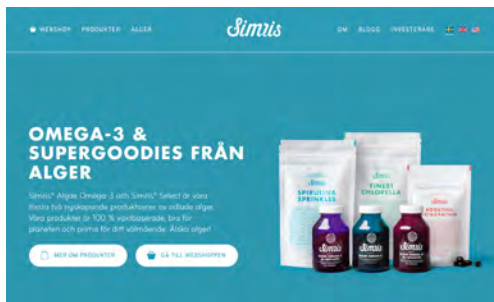 WEBSHOP PRODUKTER ALGER
Simris
OM BLOGG INVESTERARE
OMEGA-3 &
SUPERGOODIES FRÅN
ALGER
Simris® Algae Omega-3 och Simris® Select är våra
första två nyskapande produktserier av odlade alger.
Våra produkter är 100 % växtbaserade, bra för
planeten och prima för ditt välmående. Älska alger!
MER OM PRODUKTER
GÅ TILL WEBSHOPPEN
Simris
SPIRULINA
SPRINKLES
Simris
FINEST
CHLORELLA
Simris
Simris
Simris